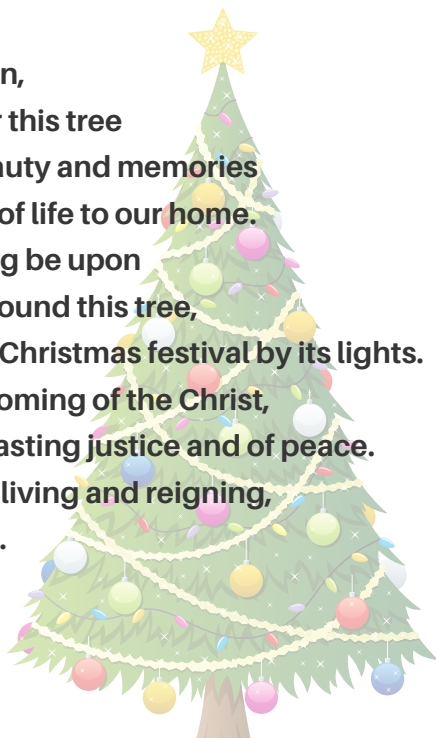 n,
r this tree
auty and memories
of life to our home.
g be upon
ound this tree,
Christmas festival by its lights.
oming of the Christ,
asting justice and of peace.
living and reigning,
.